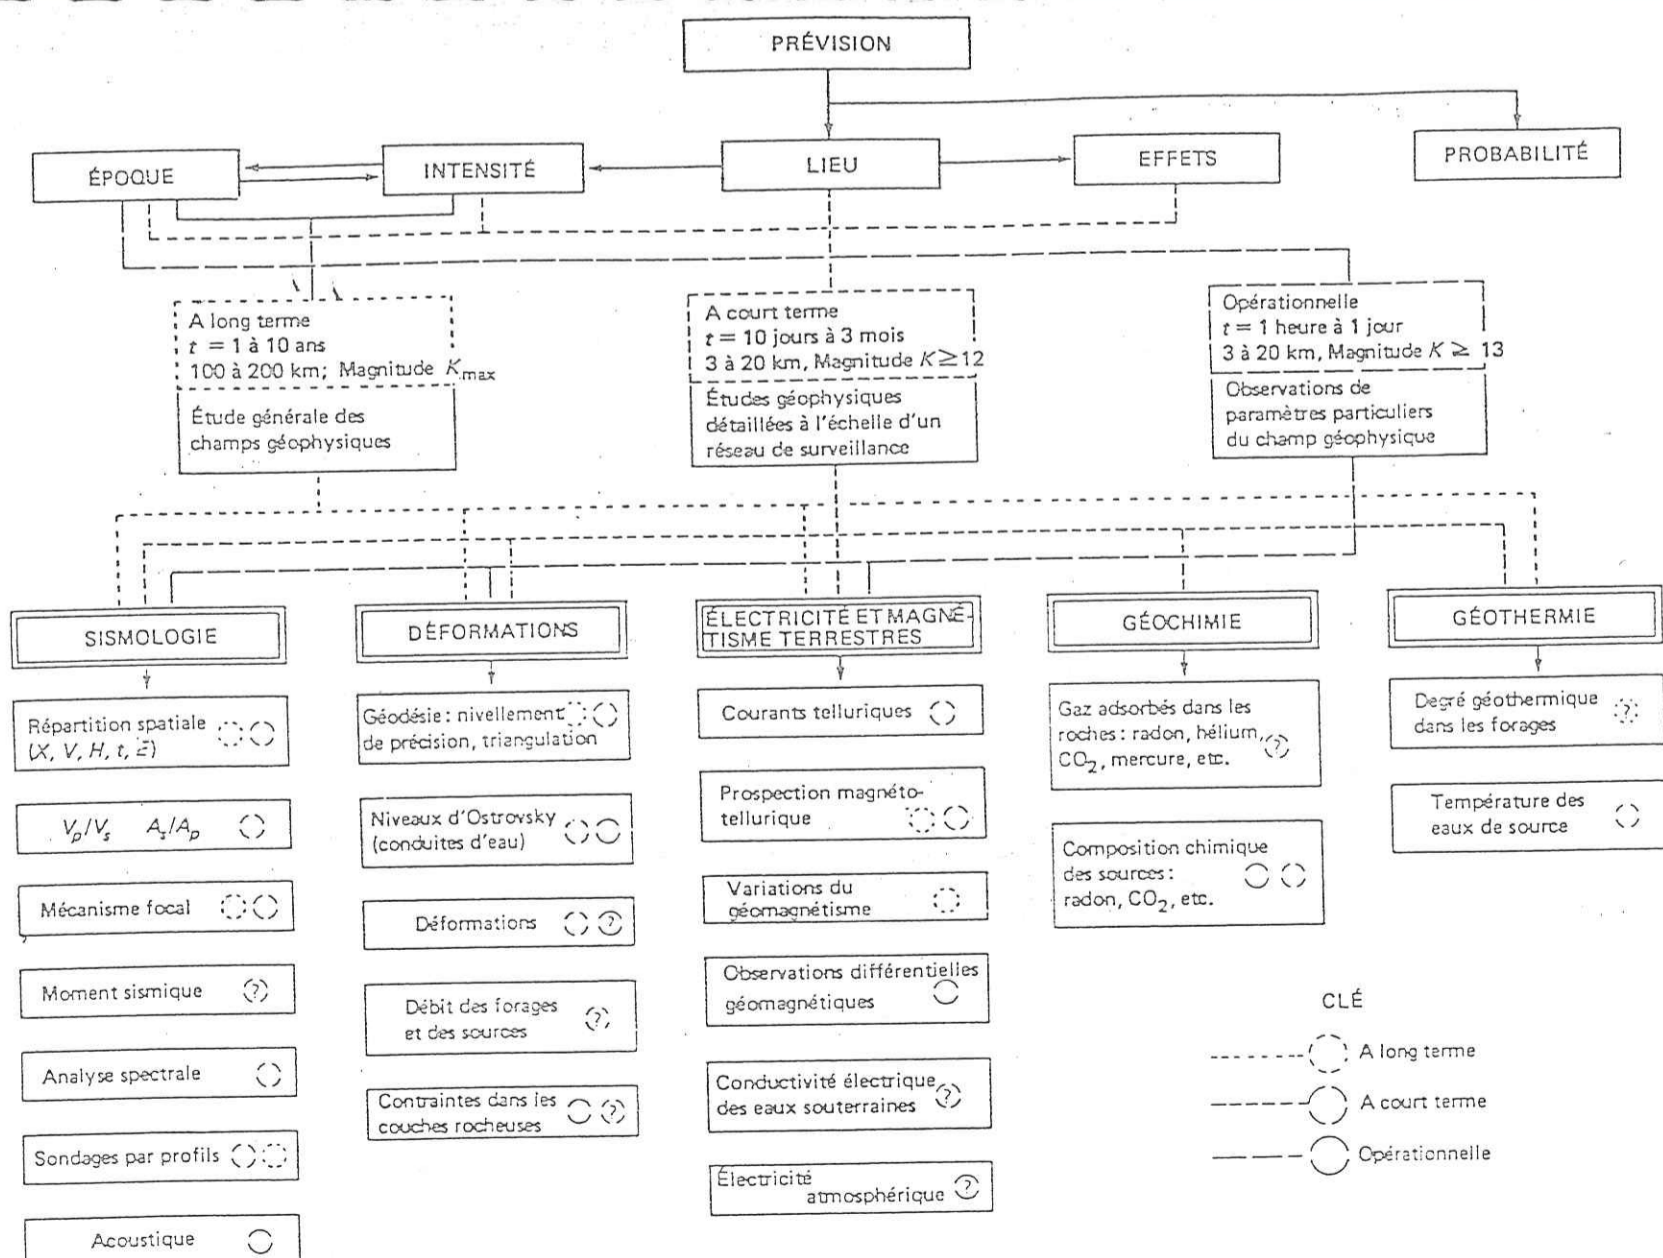 PRÉVISION
ÉPOQUE
INTENSITÉ
LIEU
EFFETS
PROBABILITÉ
A long terme
t = 1 à 10 ans
100 à 200 km; Magnitude Kmax
Étude générale des
champs géophysiques
A court terme
t = 10 jours à 3 mois
3 à 20 km, Magnitude K≥12
Études géophysiques
détaillées à l'échelle d'un
réseau de surveillance
Opérationnelle
t = 1 heure à 1 jour
3 à 20 km, Magnitude K ≥ 13
Observations de
paramètres particuliers
du champ géophysique
SISMOLOGIE
Répartition spatiale
(X, V, H, t, Ξ)
Vp/Vs As/Ap
Mécanisme focal
Moment sismique ?
Analyse spectrale
Sondages par profils
Acoustique
DÉFORMATIONS
Géodésie : nivellement
de précision, triangulation
Niveaux d'Ostrovsky
(conduites d'eau)
Déformations ?
Débit des forages
et des sources ?
Contraintes dans les
couches rocheuses ?
ÉLECTRICITÉ ET MAGNÉ-
TISME TERRESTRES
Courants telluriques
Prospection magnéto-
tellurique
Variations du
géomagnétisme
Observations différentielles
géomagnétiques
Conductivité électrique
des eaux souterraines ?
Électricité
atmosphérique ?
GÉOCHIMIE
Gaz adsorbés dans les
roches : radon, hélium,
CO2, mercure, etc. ?
Composition chimique
des sources :
radon, CO2, etc.
GÉOTHERMIE
Degré géothermique
dans les forages ?
Température des
eaux de source
CLÉ
A long terme
A court terme
Opérationnelle